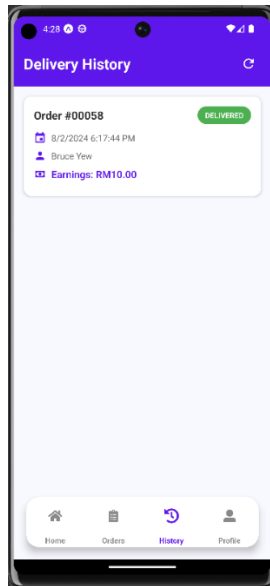 4:28
Delivery History
Order #00058
DELIVERED
8/2/2024 6:17:44 PM
Bruce Yew
Earnings: RM10.00
Home Orders History Profile